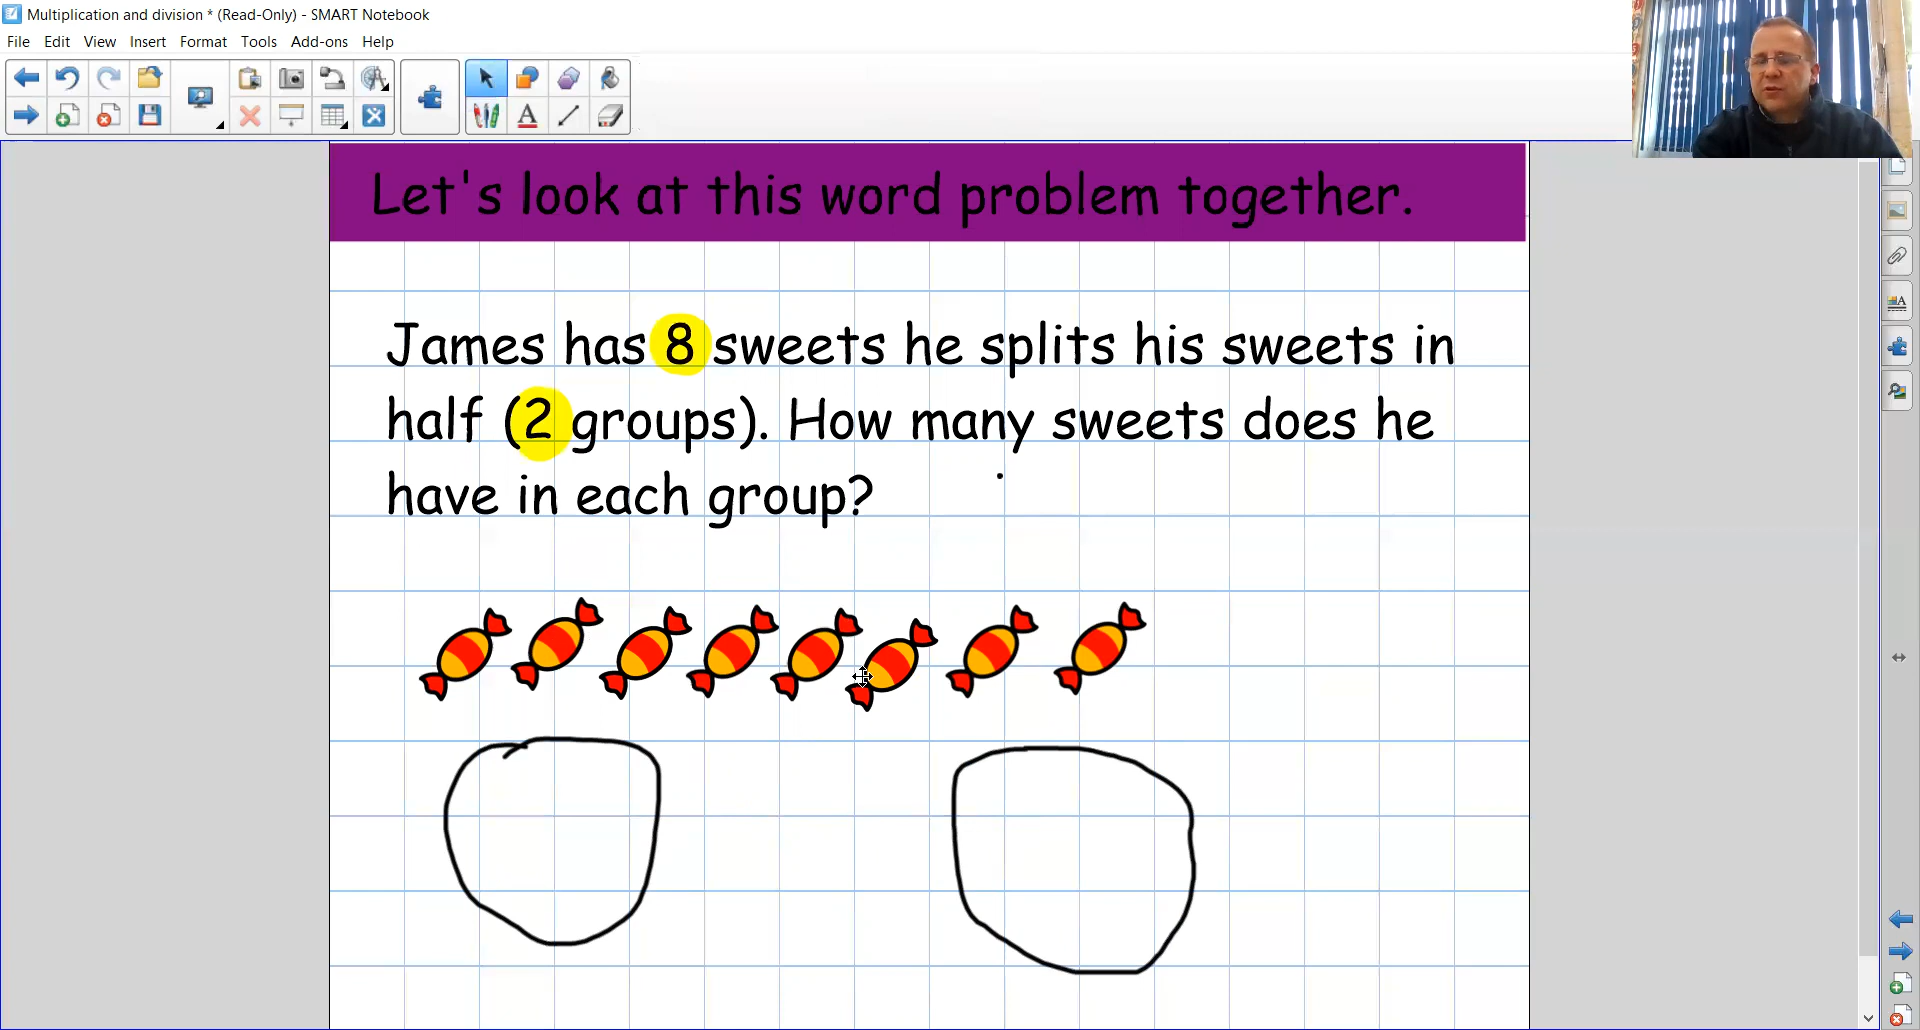 Multiplication and division * (Read-Only) - SMART Notebook
File Edit View Insert Format Tools Add-ons Help
Let's look at this word problem together.
James has 8 sweets he splits his sweets in
half (2 groups). How many sweets does he
have in each group?